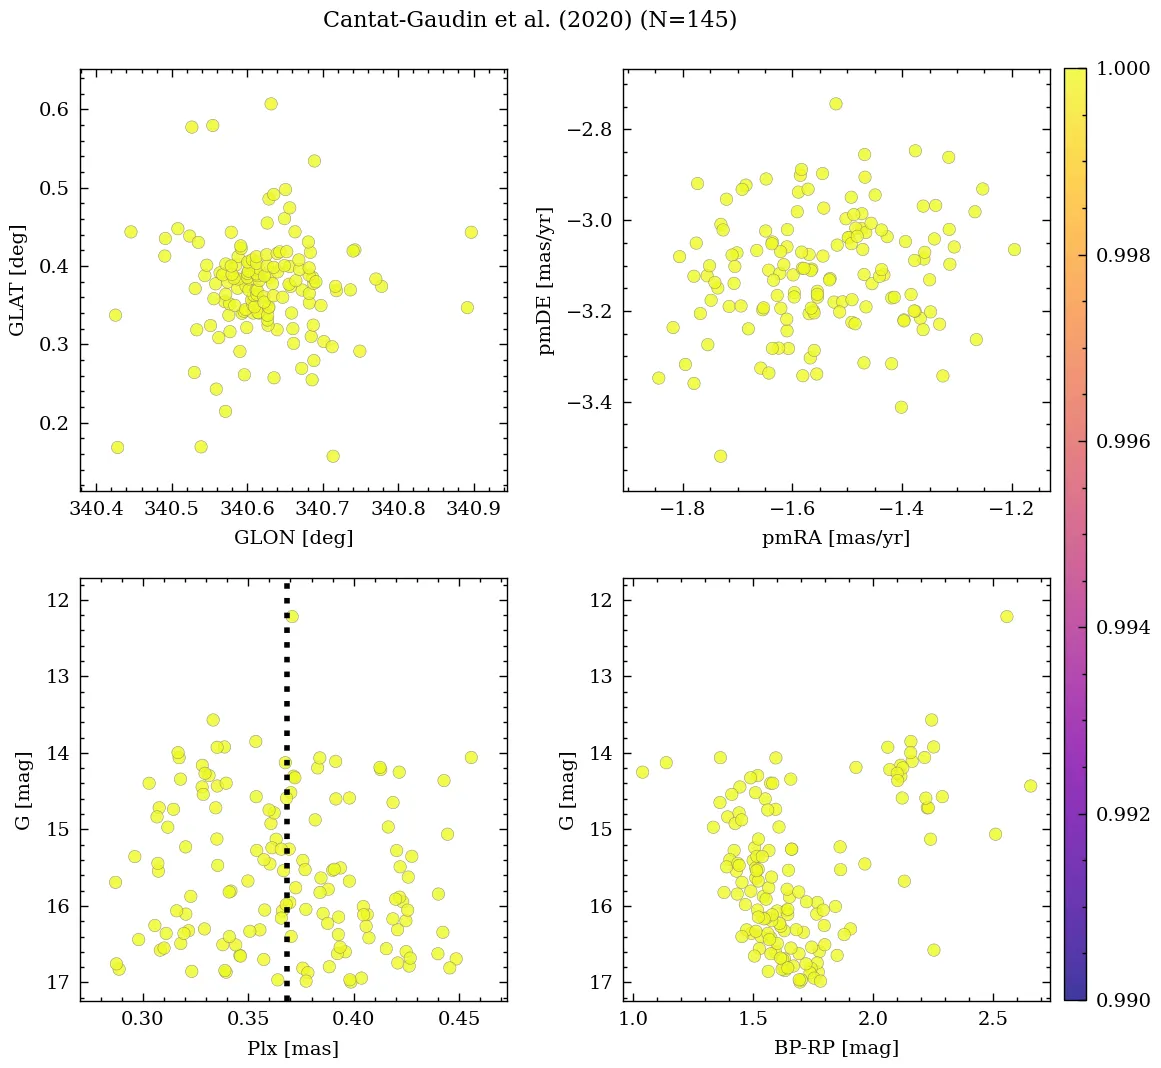 Cantat-Gaudin et al. (2020) (N=145)
0.6
0.5
0.4
0.3
0.2
GLAT [deg]
340.4 340.5 340.6 340.7 340.8 340.9
GLON [deg]
−2.8
−3.0
−3.2
−3.4
pmDE [mas/yr]
−1.8 −1.6 −1.4 −1.2
pmRA [mas/yr]
1.000
0.998
0.996
0.994
0.992
0.990
12
13
14
15
16
17
G [mag]
0.30 0.35 0.40 0.45
Plx [mas]
12
13
14
15
16
17
G [mag]
1.0 1.5 2.0 2.5
BP-RP [mag]